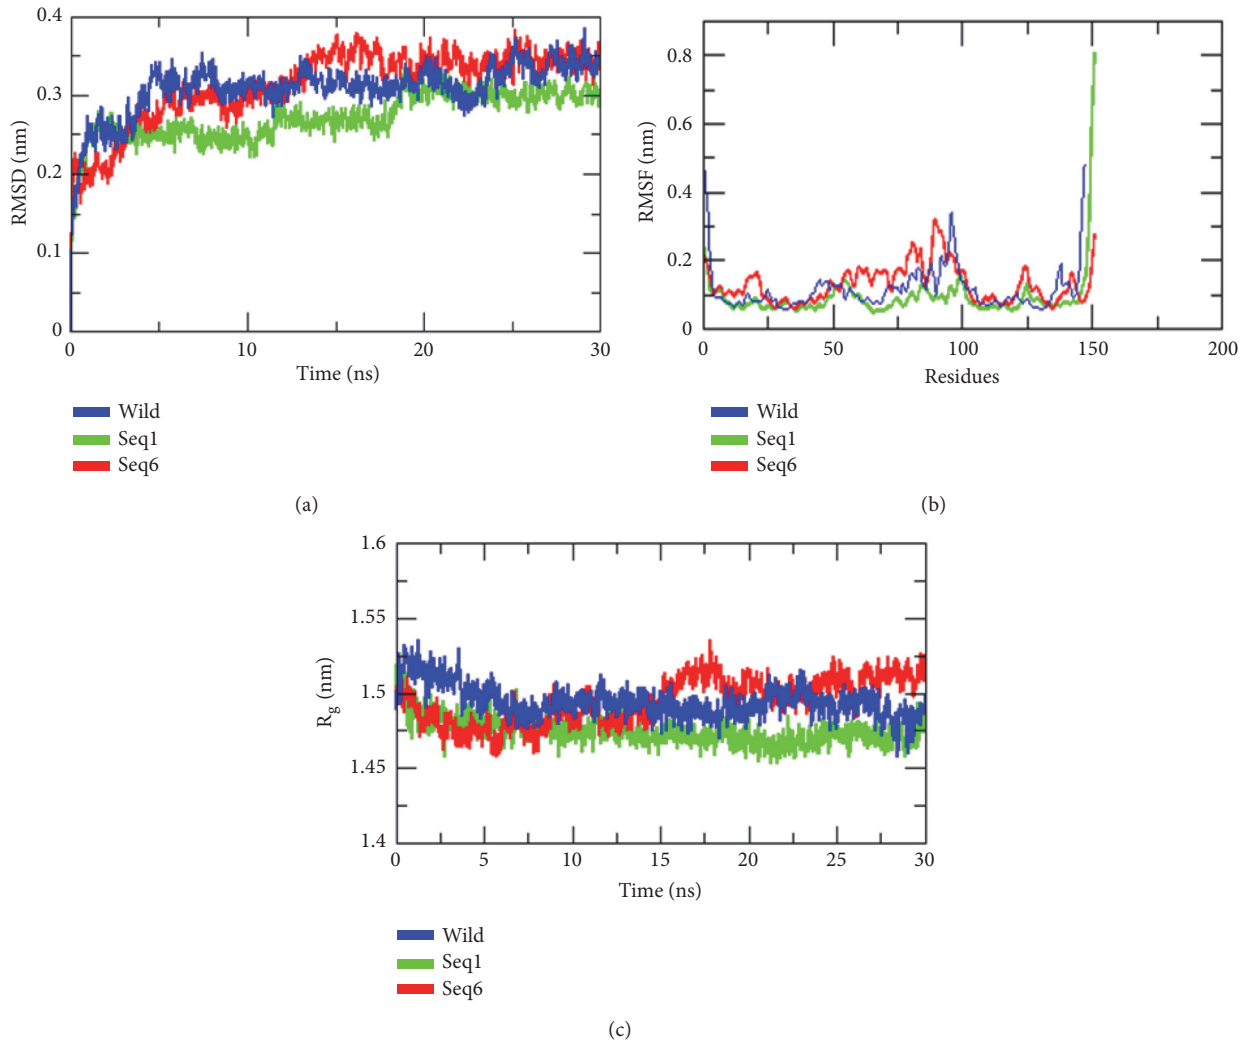 0.4
0.3
0.2
0.1
0
RMSD (nm)
0 10 20 30
Time (ns)
Wild
Seq1
Seq6
(a)
0.8
0.6
0.4
0.2
0
RMSF (nm)
0 50 100 150 200
Residues
Wild
Seq1
Seq6
(b)
1.6
1.55
1.5
1.45
1.4
Rg (nm)
0 5 10 15 20 25 30
Time (ns)
Wild
Seq1
Seq6
(c)